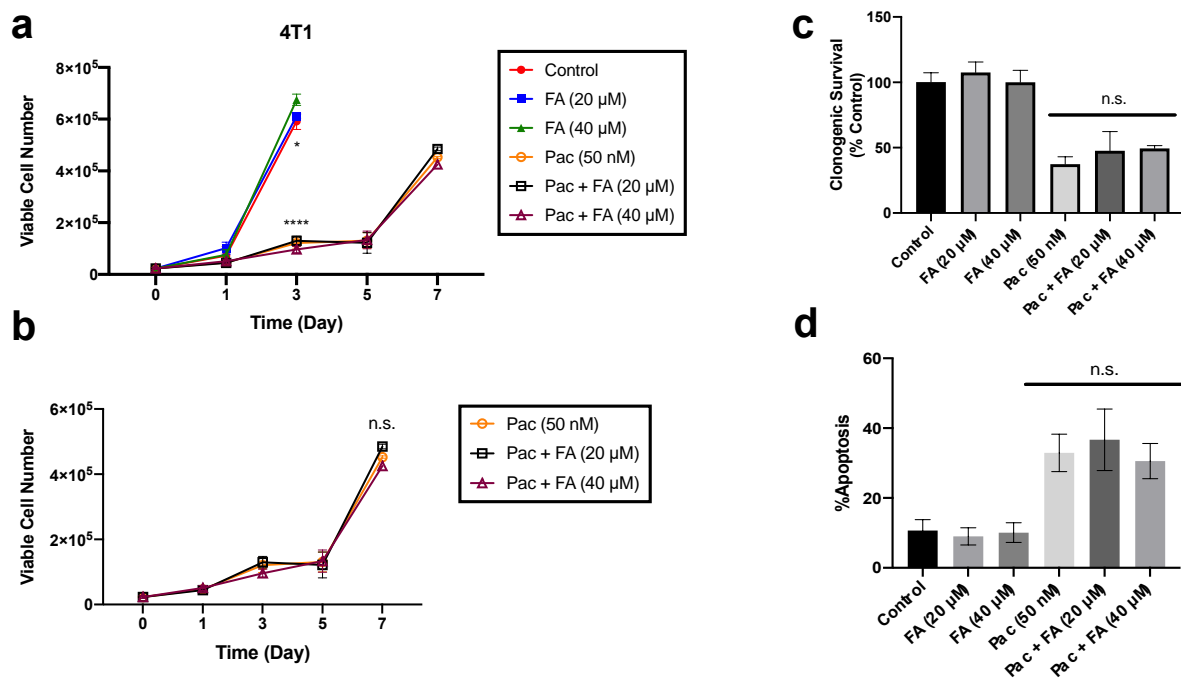 a
4T1
8×10⁵
6×10⁵
4×10⁵
2×10⁵
0
Viable Cell Number
*
****
0 1 3 5 7
Time (Day)
Control
FA (20 µM)
FA (40 µM)
Pac (50 nM)
Pac + FA (20 µM)
Pac + FA (40 µM)
b
6×10⁵
4×10⁵
2×10⁵
0
Viable Cell Number
n.s.
0 1 3 5 7
Time (Day)
Pac (50 nM)
Pac + FA (20 µM)
Pac + FA (40 µM)
c
150
100
50
0
Clonogenic Survival
(% Control)
n.s.
Control
FA (20 µM)
FA (40 µM)
Pac (50 nM)
Pac + FA (20 µM)
Pac + FA (40 µM)
d
60
40
20
0
%Apoptosis
n.s.
Control
FA (20 µM)
FA (40 µM)
Pac (50 nM)
Pac + FA (20 µM)
Pac + FA (40 µM)